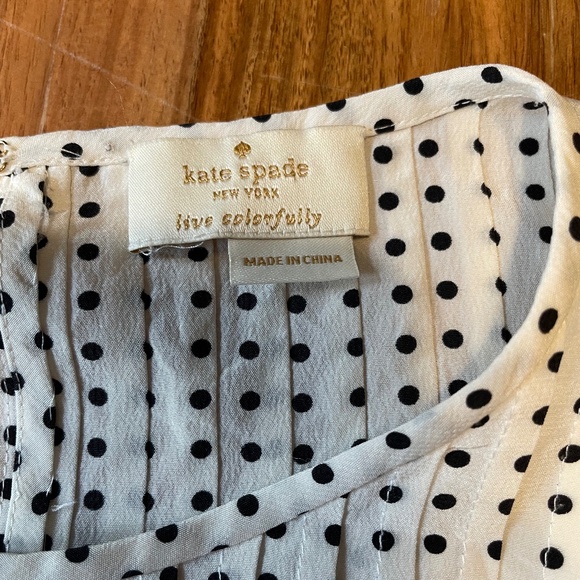 kate spade
NEW YORK
live colorfully
MADE IN CHINA